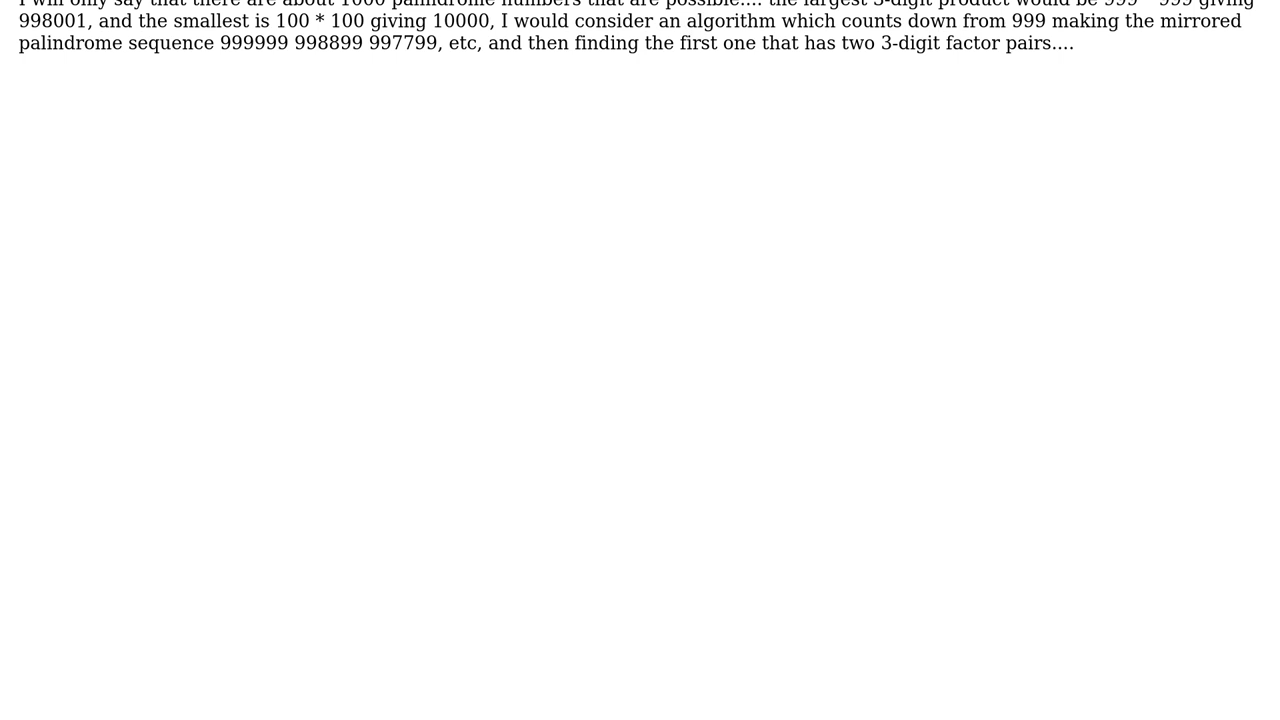 I will only say that there are about 1000 palindrome numbers that are possible.... the largest 3-digit product would be 999 * 999 giving
998001, and the smallest is 100 * 100 giving 10000, I would consider an algorithm which counts down from 999 making the mirrored
palindrome sequence 999999 998899 997799, etc, and then finding the first one that has two 3-digit factor pairs....